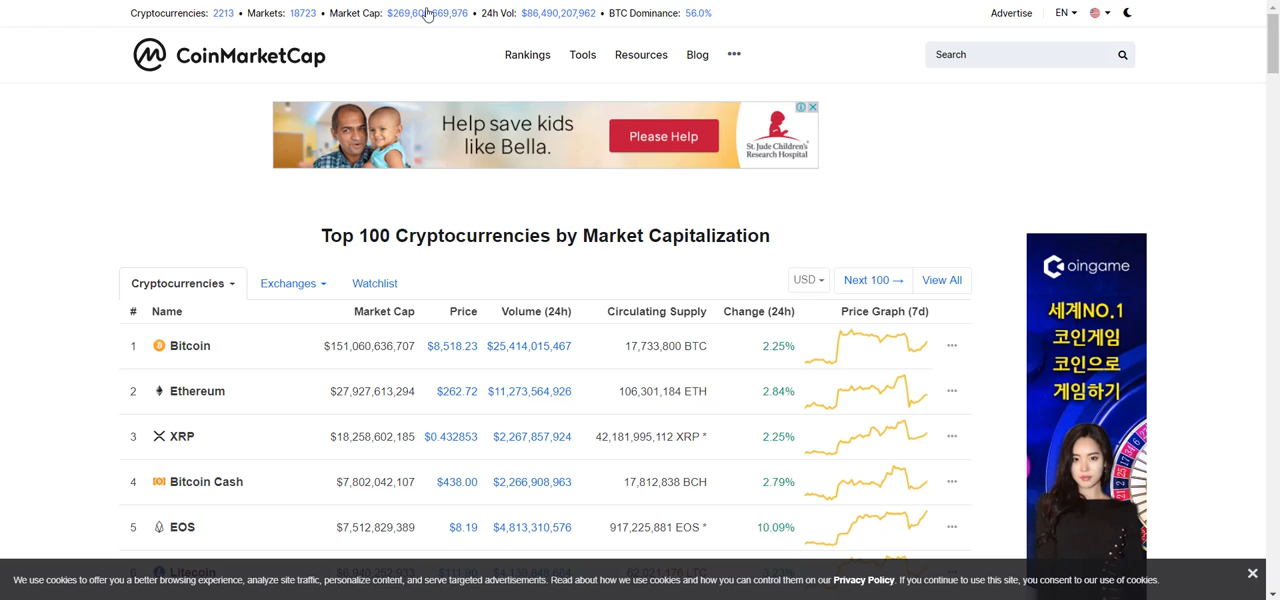 Cryptocurrencies: 2213 • Markets: 18723 • Market Cap: • 24h Vol: $86,490,207,962 • BTC Dominance: 56.0%
Advertise EN
CoinMarketCap
Rankings Tools Resources Blog •••
Search
Help save kids
like Bella.
Please Help
St. Jude Children's
Research Hospital
Top 100 Cryptocurrencies by Market Capitalization
Cryptocurrencies Exchanges Watchlist
USD Next 100 → View All
# Name Market Cap Price Volume (24h) Circulating Supply Change (24h) Price Graph (7d)
1 Bitcoin $8,518.23 $25,414,015,467 17,733,800 BTC 2.25%
2 Ethereum $27,927,613,294 $262.72 $11,273,564,926 106,301,184 ETH 2.84%
3 XRP $18,258,602,185 $0.432853 $2,267,857,924 42,181,995,112 XRP * 2.25%
4 Bitcoin Cash $7,802,042,107 $438.00 $2,266,908,963 17,812,838 BCH 2.79%
5 EOS $7,512,829,389 $8.19 $4,813,310,576 917,225,881 EOS * 10.09%
6 Litecoin
Coingame
세계NO.1
코인게임
코인으로
게임하기
We use cookies to offer you a better browsing experience, analyze site traffic, personalize content, and serve targeted advertisements. Read about how we use cookies and how you can control them on our Privacy Policy. If you continue to use this site, you consent to our use of cookies.